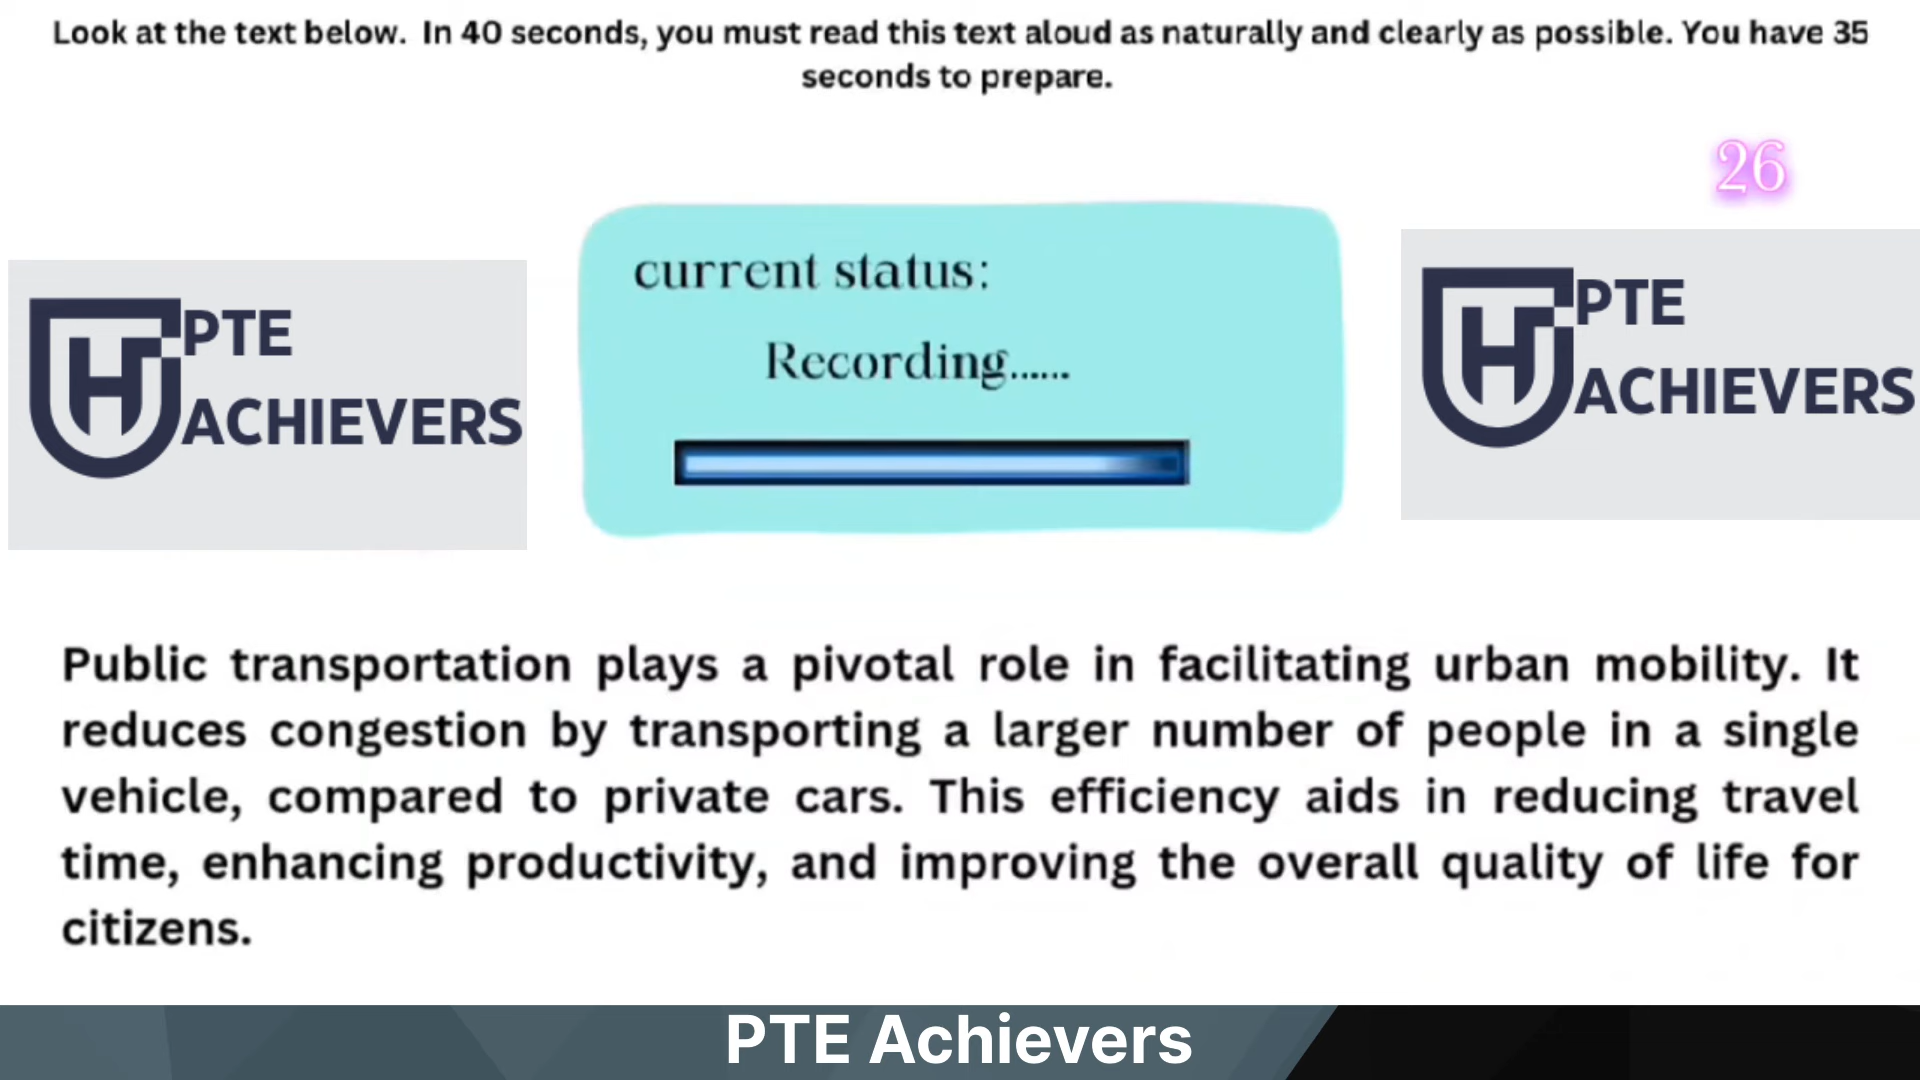 Look at the text below. In 40 seconds, you must read this text aloud as naturally and clearly as possible. You have 35
seconds to prepare.
26
current status:
Recording......
PTE
ACHIEVERS
PTE
ACHIEVERS
Public transportation plays a pivotal role in facilitating urban mobility. It
reduces congestion by transporting a larger number of people in a single
vehicle, compared to private cars. This efficiency aids in reducing travel
time, enhancing productivity, and improving the overall quality of life for
citizens.
PTE Achievers